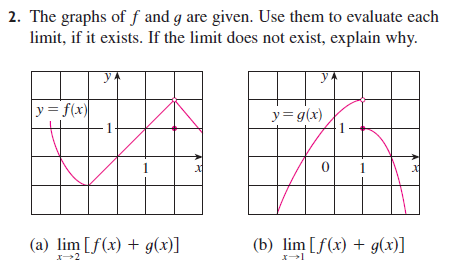 2. The graphs of f and g are given. Use them to evaluate each
limit, if it exists. If the limit does not exist, explain why.
y
y = f(x)
1
1
x
y
y = g(x)
1
0
1
x
(a) lim [f(x) + g(x)]
x→2
(b) lim [f(x) + g(x)]
x→1